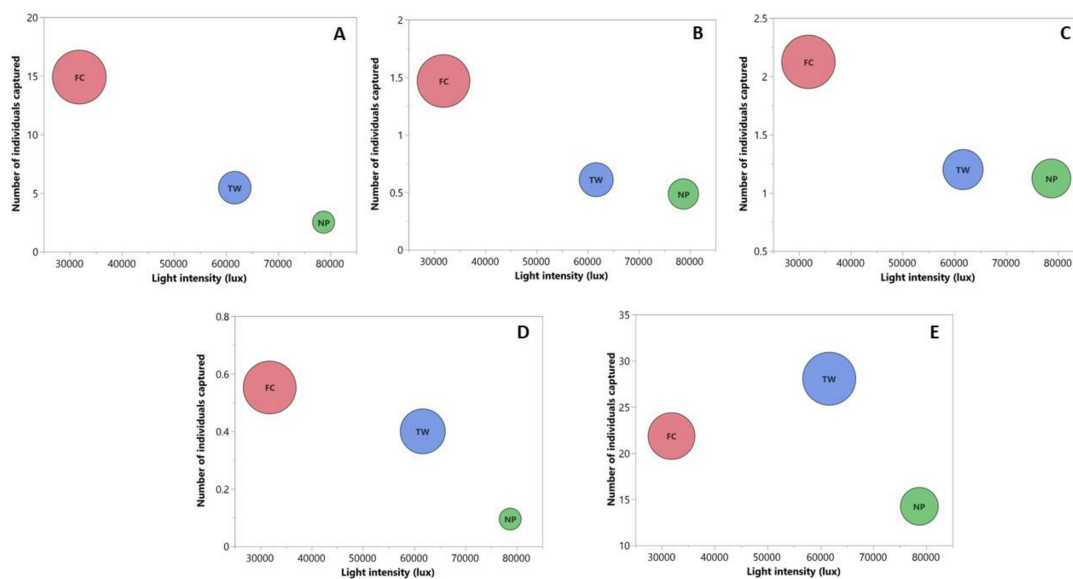 A
Number of individuals captured
20
15
10
5
0
FC
TW
NP
30000 40000 50000 60000 70000 80000
Light intensity (lux)
B
Number of individuals captured
2
1.5
1
0.5
0
FC
TW
NP
30000 40000 50000 60000 70000 80000
Light intensity (lux)
C
Number of individuals captured
2.5
2
1.5
1
0.5
FC
TW
NP
30000 40000 50000 60000 70000 80000
Light intensity (lux)
D
Number of individuals captured
0.8
0.6
0.4
0.2
0
FC
TW
NP
30000 40000 50000 60000 70000 80000
Light intensity (lux)
E
Number of individuals captured
35
30
25
20
15
10
TW
FC
NP
30000 40000 50000 60000 70000 80000
Light intensity (lux)